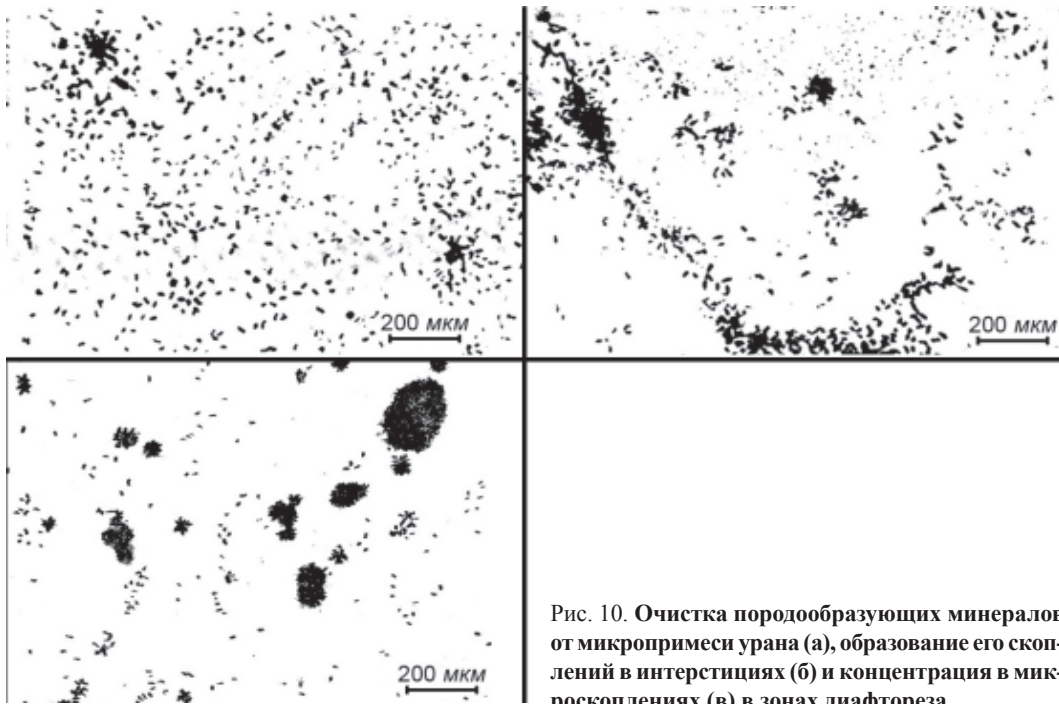 200 мкм
200 мкм
200 мкм
Рис. 10. Очистка породообразующих минералов
от микропримеси урана (а), образование его скоп-
лений в интерстициях (б) и концентрация в мик-
роскоплениях (в) в зонах диафтореза